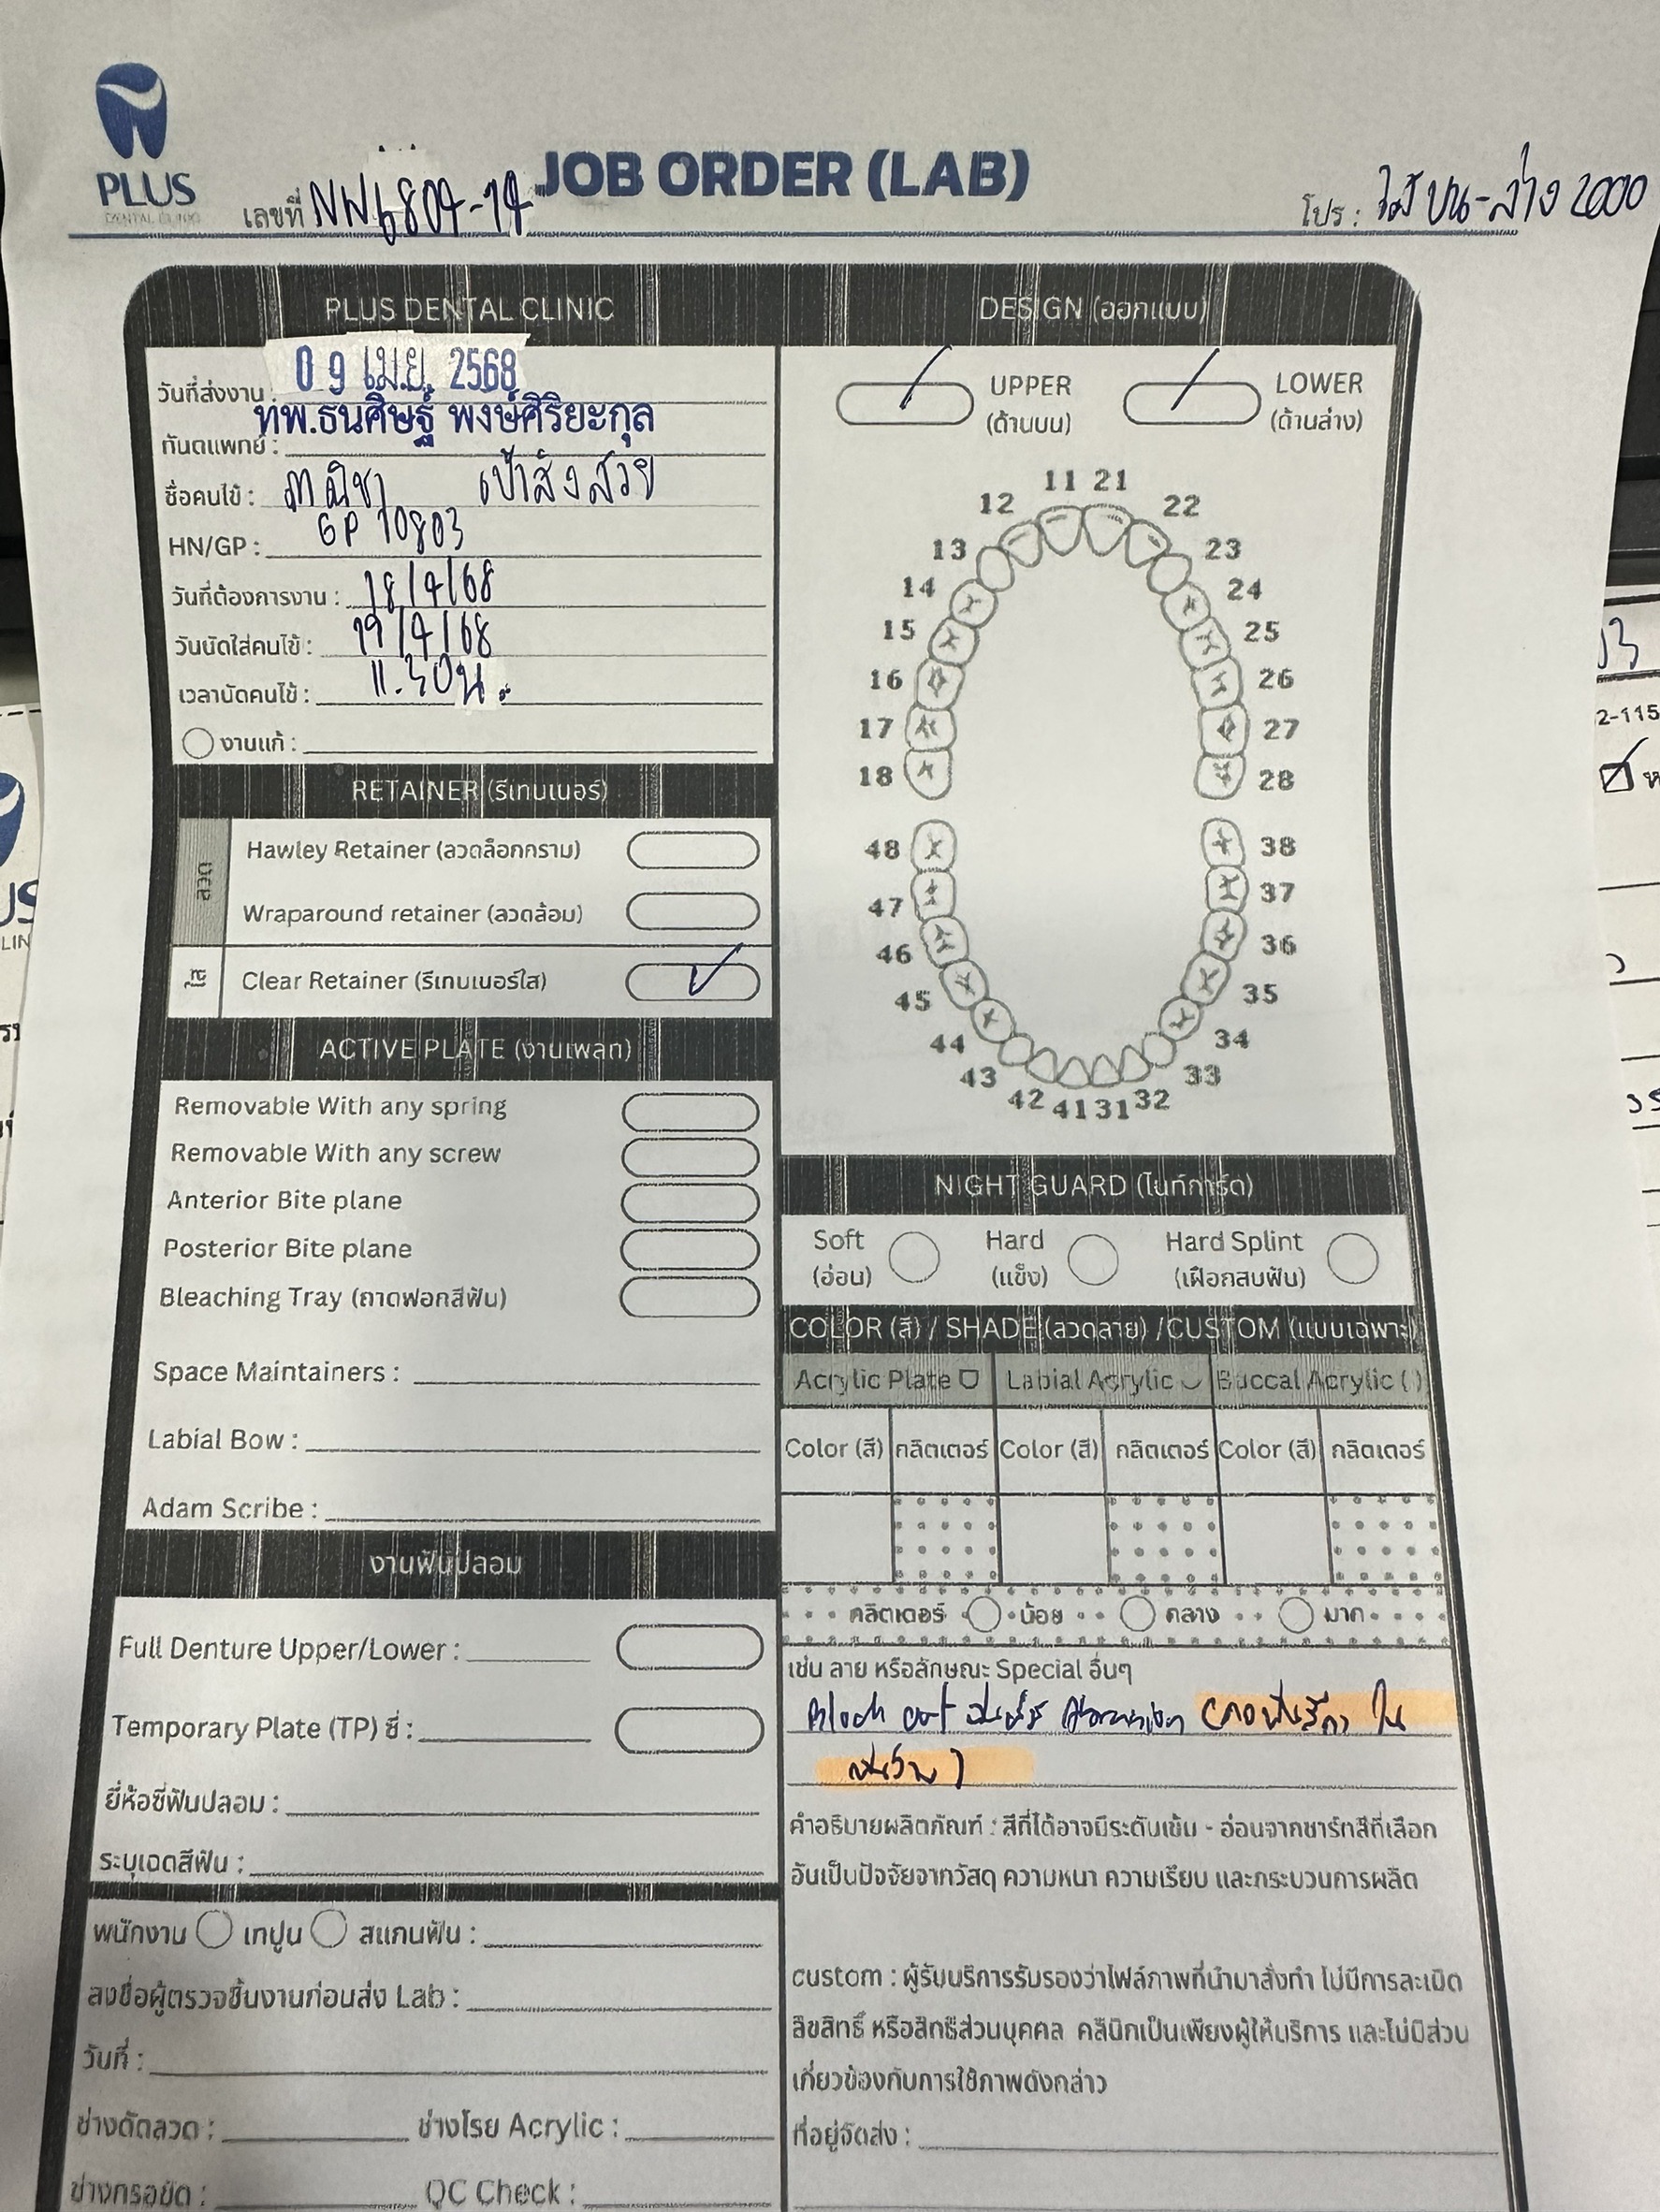 PLUS
DENTAL CLINIC
เลขที่ NN6804-74
JOB ORDER (LAB)
โปร : ใสบน-ล่าง 2000
PLUS DENTAL CLINIC
วันที่ส่งงาน : 09 เม.ย. 2568
ทันตแพทย์ : ทพ.ธนศิษฐ์ พงษ์ศิริยะกุล
ชื่อคนไข้ : ภาณิชา เป้าส่งสวย
HN/GP : GP 10803
วันที่ต้องการงาน : 18/4/68
วันนัดใส่คนไข้ : 19/4/68
เวลานัดคนไข้ : 11.30น.
งานแก้ :
RETAINER (รีเทนเนอร์)
ลวด
Hawley Retainer (ลวดล็อกกราม)
Wraparound retainer (ลวดล้อม)
ใส
Clear Retainer (รีเทนเนอร์ใส)
ACTIVE PLATE (งานเพลท)
Removable With any spring
Removable With any screw
Anterior Bite plane
Posterior Bite plane
Bleaching Tray (ถาดฟอกสีฟัน)
Space Maintainers :
Labial Bow :
Adam Scribe :
งานฟันปลอม
Full Denture Upper/Lower :
Temporary Plate (TP) ซี่ :
ยี่ห้อซี่ฟันปลอม :
ระบุเฉดสีฟัน :
พนักงาน เทปูน สแกนฟัน :
ลงชื่อผู้ตรวจชิ้นงานก่อนส่ง Lab :
วันที่ :
ช่างดัดลวด : ช่างโรย Acrylic :
ช่างกรอขัด : QC Check :
DESIGN (ออกแบบ)
UPPER
(ด้านบน)
LOWER
(ด้านล่าง)
11 21
12 22
13 23
14 24
15 25
16 26
17 27
18 28
48 38
47 37
46 36
45 35
44 34
43 33
42 41 31 32
NIGHT GUARD (ไนท์การ์ด)
Soft
(อ่อน)
Hard
(แข็ง)
Hard Splint
(เฝือกสบฟัน)
COLOR (สี) / SHADE (ลวดลาย) /CUSTOM (แบบเฉพาะ)
Acrylic Plate Labial Acrylic Buccal Acrylic ( )
Color (สี) กลิตเตอร์ Color (สี) กลิตเตอร์ Color (สี) กลิตเตอร์
กลิตเตอร์ น้อย กลาง มาก
เช่น ลาย หรือลักษณะ Special อื่นๆ
Block out
คำอธิบายผลิตภัณฑ์ : สีที่ได้อาจมีระดับเข้ม - อ่อนจากชาร์ทสีที่เลือก
อันเป็นปัจจัยจากวัสดุ ความหนา ความเรียบ และกระบวนการผลิต
custom : ผู้รับบริการรับรองว่าไฟล์ภาพที่นำมาสั่งทำ ไม่มีการละเมิด
ลิขสิทธิ์ หรือสิทธิส่วนบุคคล คลินิกเป็นเพียงผู้ให้บริการ และไม่มีส่วน
เกี่ยวข้องกับการใช้ภาพดังกล่าว
ที่อยู่จัดส่ง :